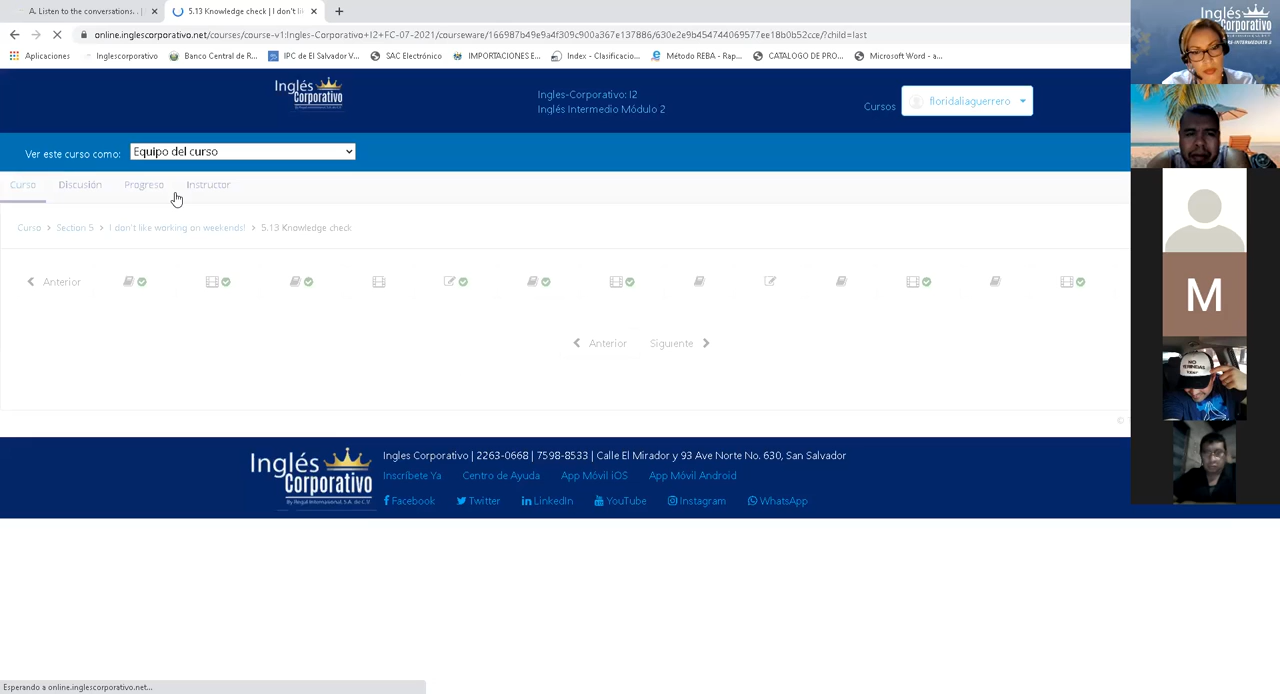 A. Listen to the conversations. . |
5.13 Knowledge check | I don't li
online.inglescorporativo.net/courses/course-v1:Ingles-Corporativo+I2+FC-07-2021/courseware/166987b49e9a4f329c900a367e137886/630e2e9b454744069577ee18b0b52cce/?child=last
Aplicaciones
Inglescorporativo
Banco Central de R...
IPC de El Salvador V...
SAC Electrónico
IMPORTACIONES E...
Index - Clasificacio...
Método REBA - Rap...
CATALOGO DE PRO...
Microsoft Word - a...
Inglés
Corporativo
Ingles-Corporativo: I2
Inglés Intermedio Módulo 2
Cursos
floridaliaguerrero
Ver este curso como:
Equipo del curso
Curso
Discusión
Progreso
Instructor
Curso > Section 5 > I don't like working on weekends! > 5.13 Knowledge check
Anterior
Anterior
Siguiente
Inglés
Corporativo
By Regal International, S.A. de C.V
Ingles Corporativo | 2263-0668 | 7598-8533 | Calle El Mirador y 93 Ave Norte No. 630, San Salvador
Inscríbete Ya
Centro de Ayuda
App Móvil iOS
App Móvil Android
Facebook
Twitter
LinkedIn
YouTube
Instagram
WhatsApp
Esperando a online.inglescorporativo.net...
Inglés
M